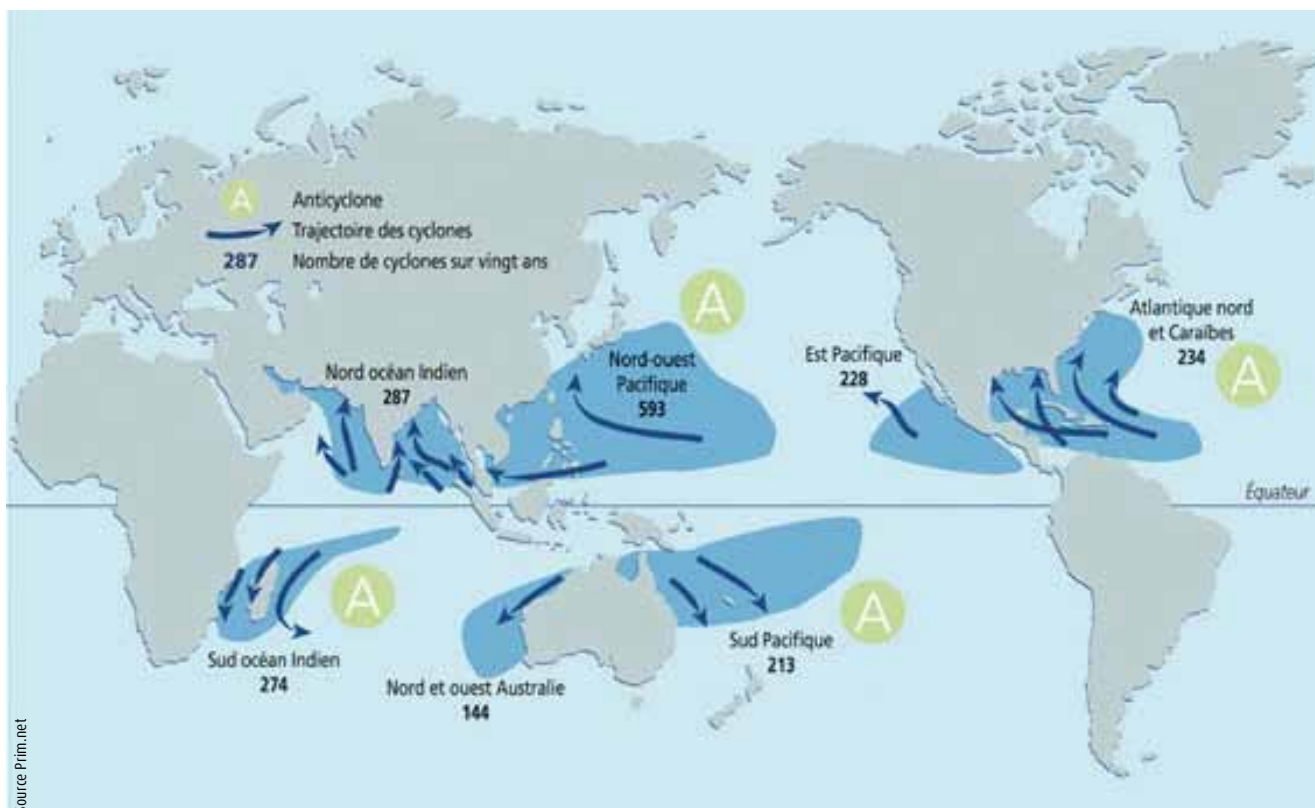 A Anticyclone
Trajectoire des cyclones
287 Nombre de cyclones sur vingt ans
A
Atlantique nord
et Caraïbes
234
A
Est Pacifique
228
Nord-ouest
Pacifique
593
Nord océan Indien
287
Équateur
A
A
Sud océan Indien
274
Nord et ouest Australie
144
Sud Pacifique
213
ource Prim.net